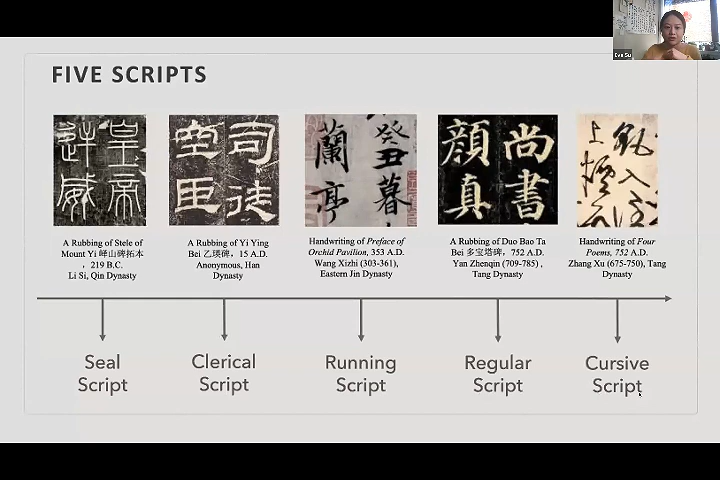 Eva Su
FIVE SCRIPTS
皇帝
威
司徒
臣
癸丑暮
蘭亭
尚書
顏真
A Rubbing of Stele of
Mount Yi 峄山碑拓本
, 219 B.C.
Li Si, Qin Dynasty
A Rubbing of Yi Ying
Bei 乙瑛碑, 15 A.D.
Anonymous, Han
Dynasty
Handwriting of Preface of
Orchid Pavilion, 353 A.D.
Wang Xizhi (303-361),
Eastern Jin Dynasty
A Rubbing of Duo Bao Ta
Bei 多宝塔碑, 752 A.D.
Yan Zhenqin (709-785) ,
Tang Dynasty
Handwriting of Four
Poems, 752 A.D.
Zhang Xu (675-750), Tang
Dynasty
Seal
Script
Clerical
Script
Running
Script
Regular
Script
Cursive
Script